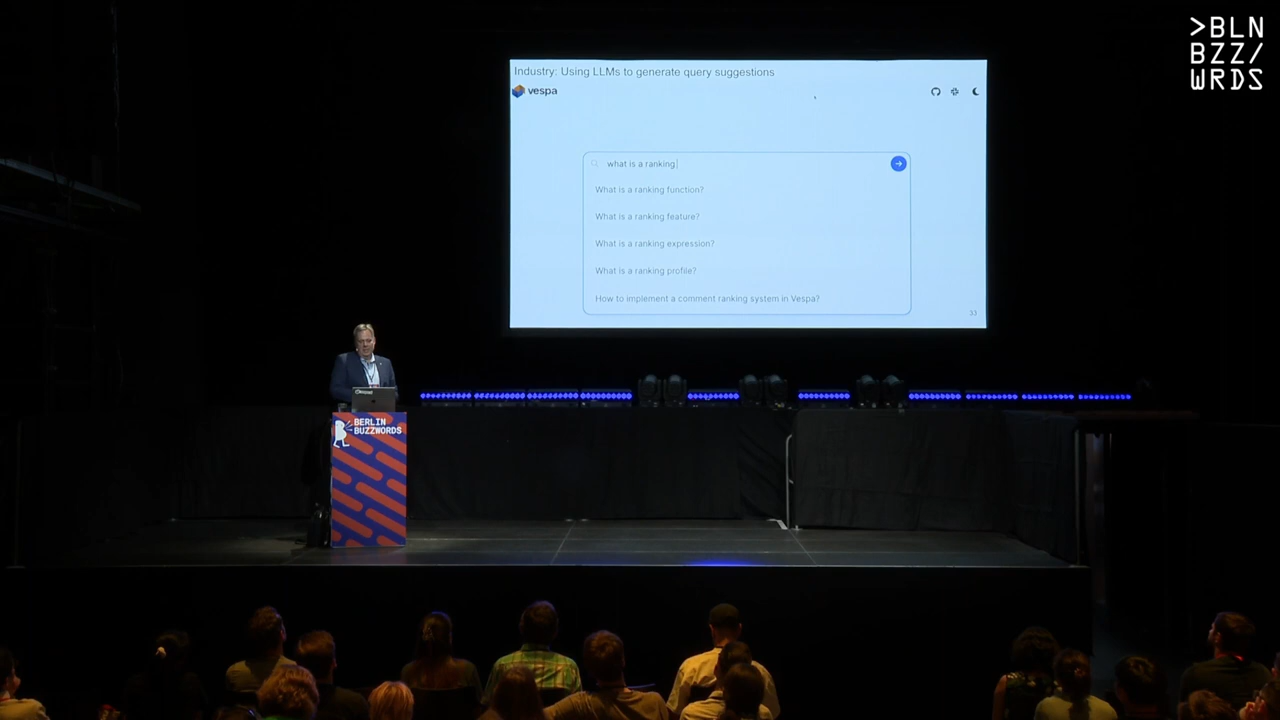 >BLN
BZZ/
WRDS
Industry: Using LLMs to generate query suggestions
vespa
what is a ranking
What is a ranking function?
What is a ranking feature?
What is a ranking expression?
What is a ranking profile?
How to implement a comment ranking system in Vespa?
33
BERLIN
BUZZWORDS